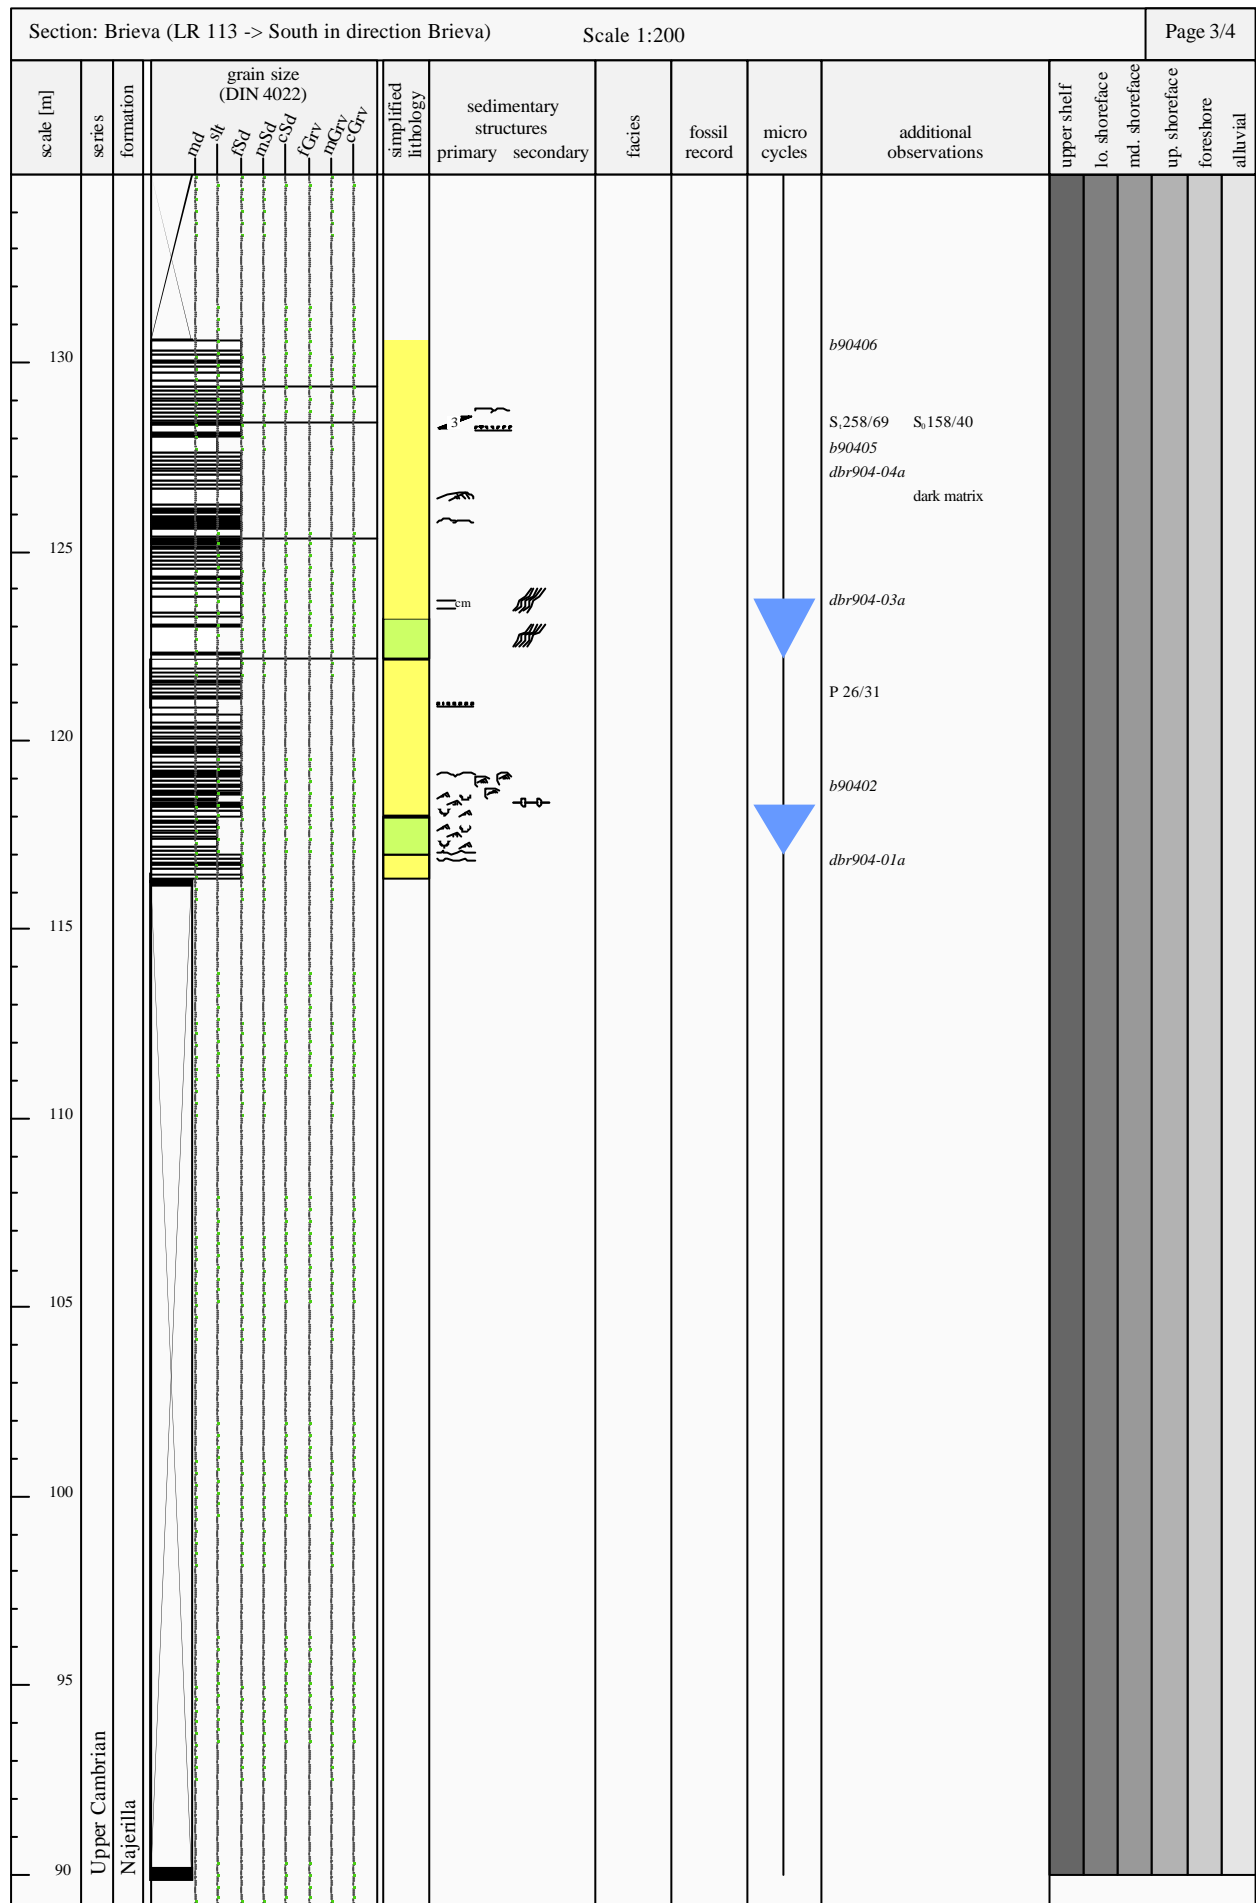 Section: Brieva (LR 113 -> South in direction Brieva)
Scale 1:200
Page 3/4
scale [m]
series
formation
grain size
(DIN 4022)
md
slt
fSd
mSd
cSd
fGrv
mGrv
cGrv
simplified
lithology
sedimentary
structures
primary secondary
facies
fossil
record
micro
cycles
additional
observations
upper shelf
lo. shoreface
md. shoreface
up. shoreface
foreshore
alluvial
130
b90406
3
S₁258/69 S₀158/40
b90405
dbr904-04a
dark matrix
125
cm
dbr904-03a
P 26/31
120
b90402
dbr904-01a
115
110
105
100
95
90
Upper Cambrian
Najerilla